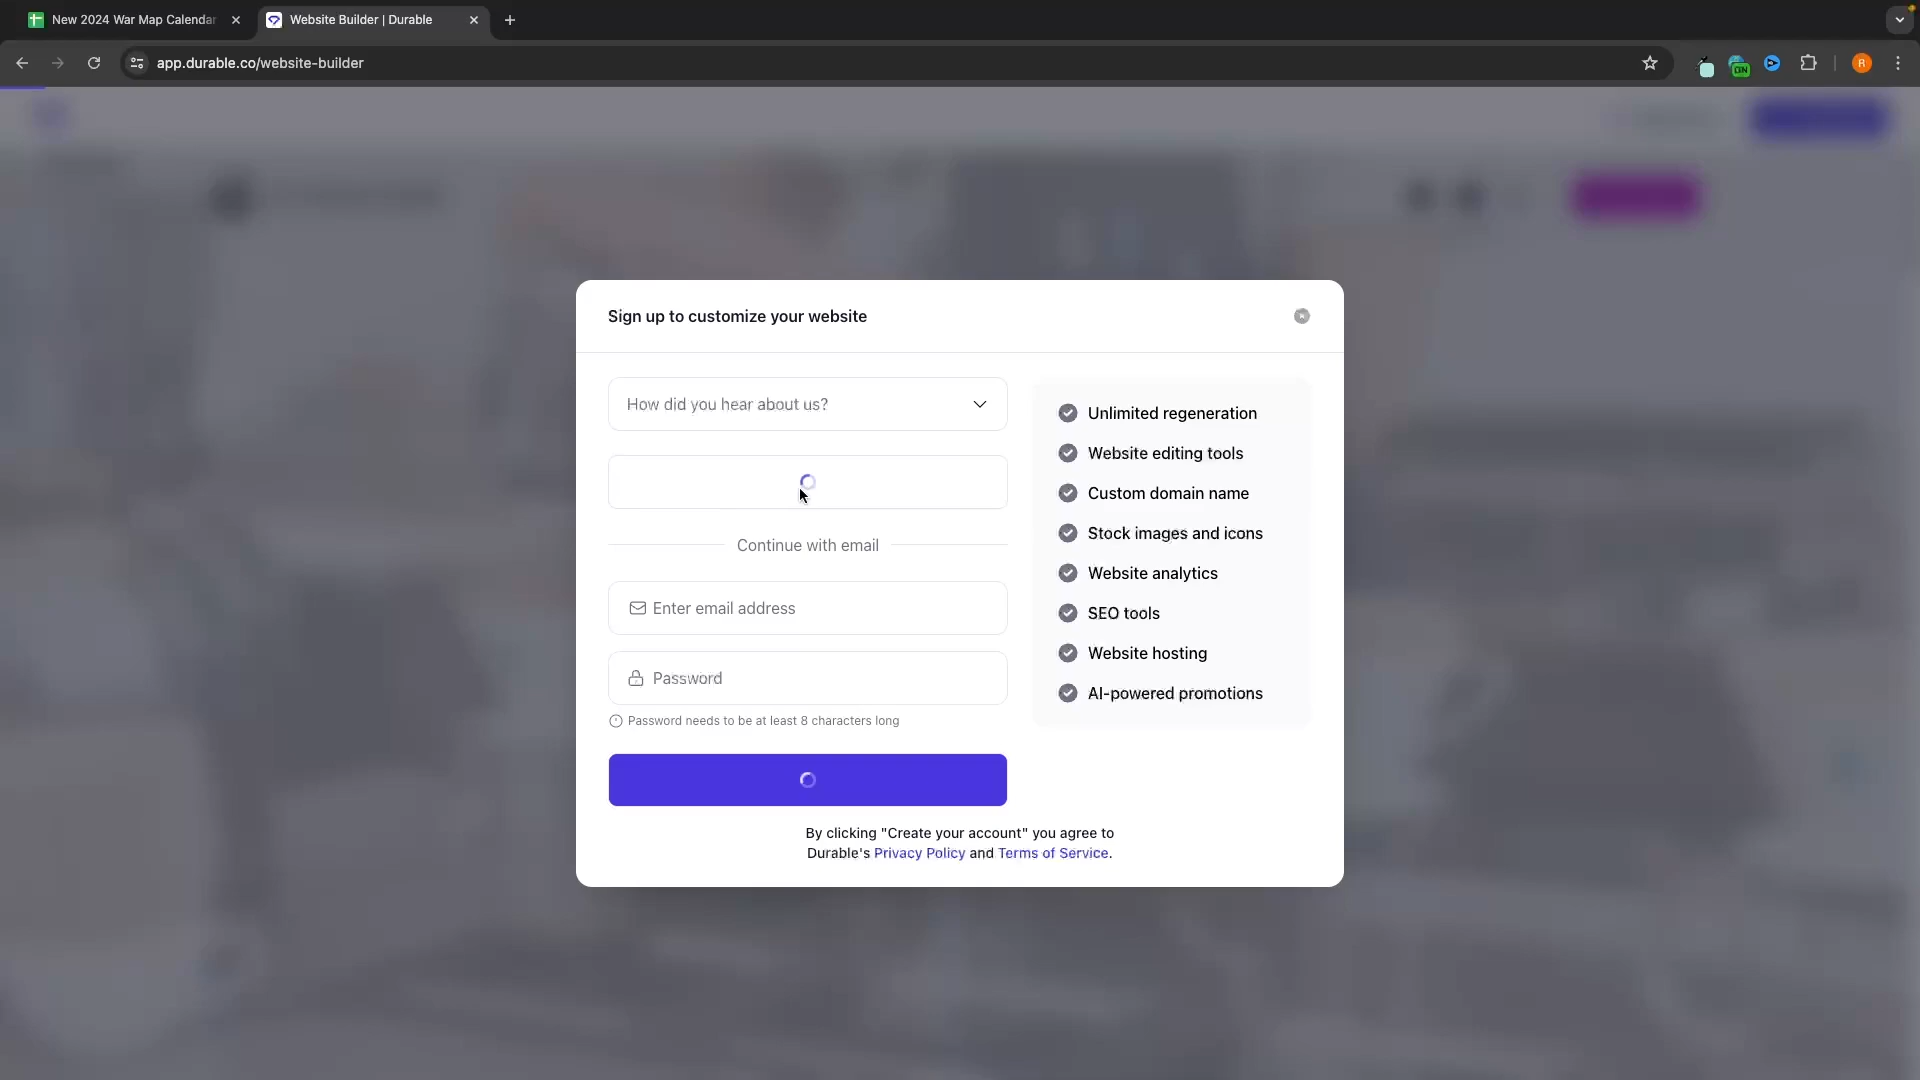 New 2024 War Map Calendar
Website Builder | Durable
app.durable.co/website-builder
ON
R
Sign up to customize your website
How did you hear about us?
Continue with email
Enter email address
Password
Password needs to be at least 8 characters long
By clicking "Create your account" you agree to
Durable's Privacy Policy and Terms of Service.
Unlimited regeneration
Website editing tools
Custom domain name
Stock images and icons
Website analytics
SEO tools
Website hosting
AI-powered promotions